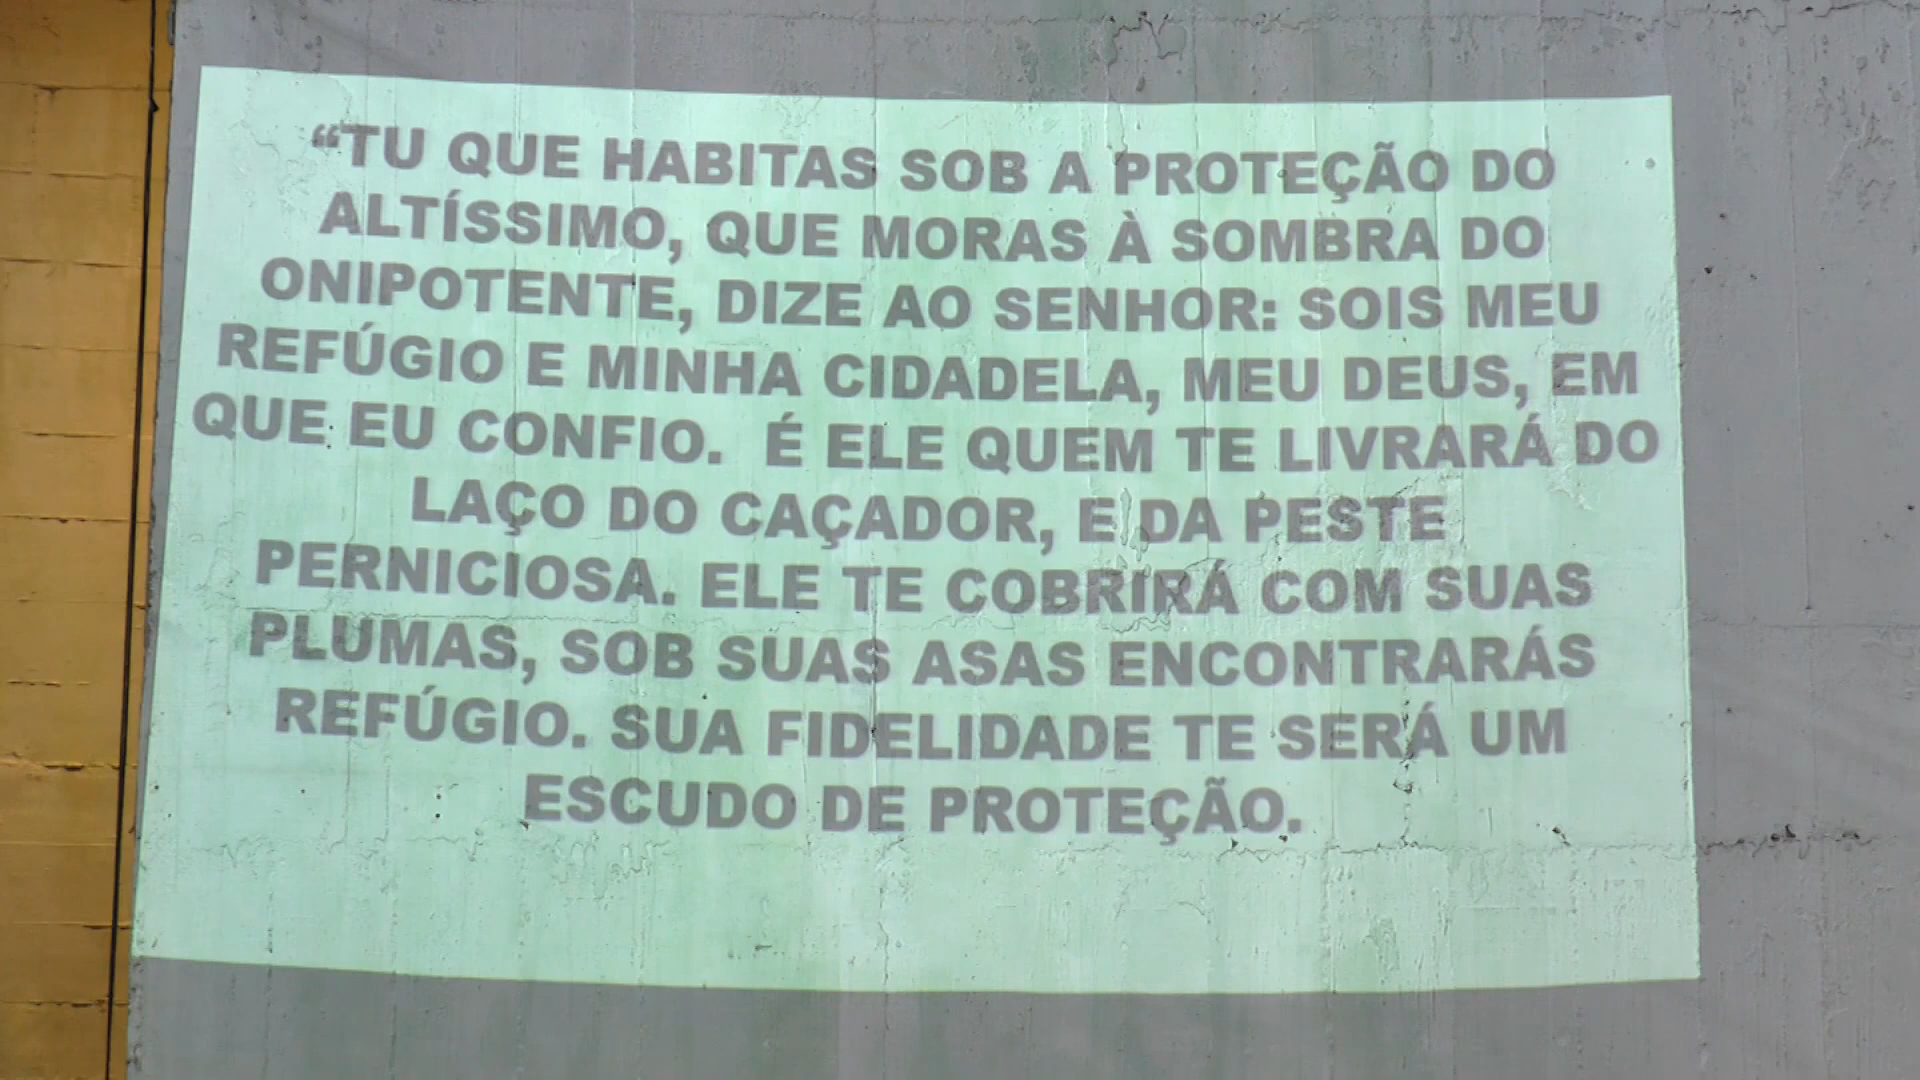 “TU QUE HABITAS SOB A PROTEÇÃO DO
ALTÍSSIMO, QUE MORAS À SOMBRA DO
ONIPOTENTE, DIZE AO SENHOR: SOIS MEU
REFÚGIO E MINHA CIDADELA, MEU DEUS, EM
QUE EU CONFIO. É ELE QUEM TE LIVRARÁ DO
LAÇO DO CAÇADOR, E DA PESTE
PERNICIOSA. ELE TE COBRIRÁ COM SUAS
PLUMAS, SOB SUAS ASAS ENCONTRARÁS
REFÚGIO. SUA FIDELIDADE TE SERÁ UM
ESCUDO DE PROTEÇÃO.